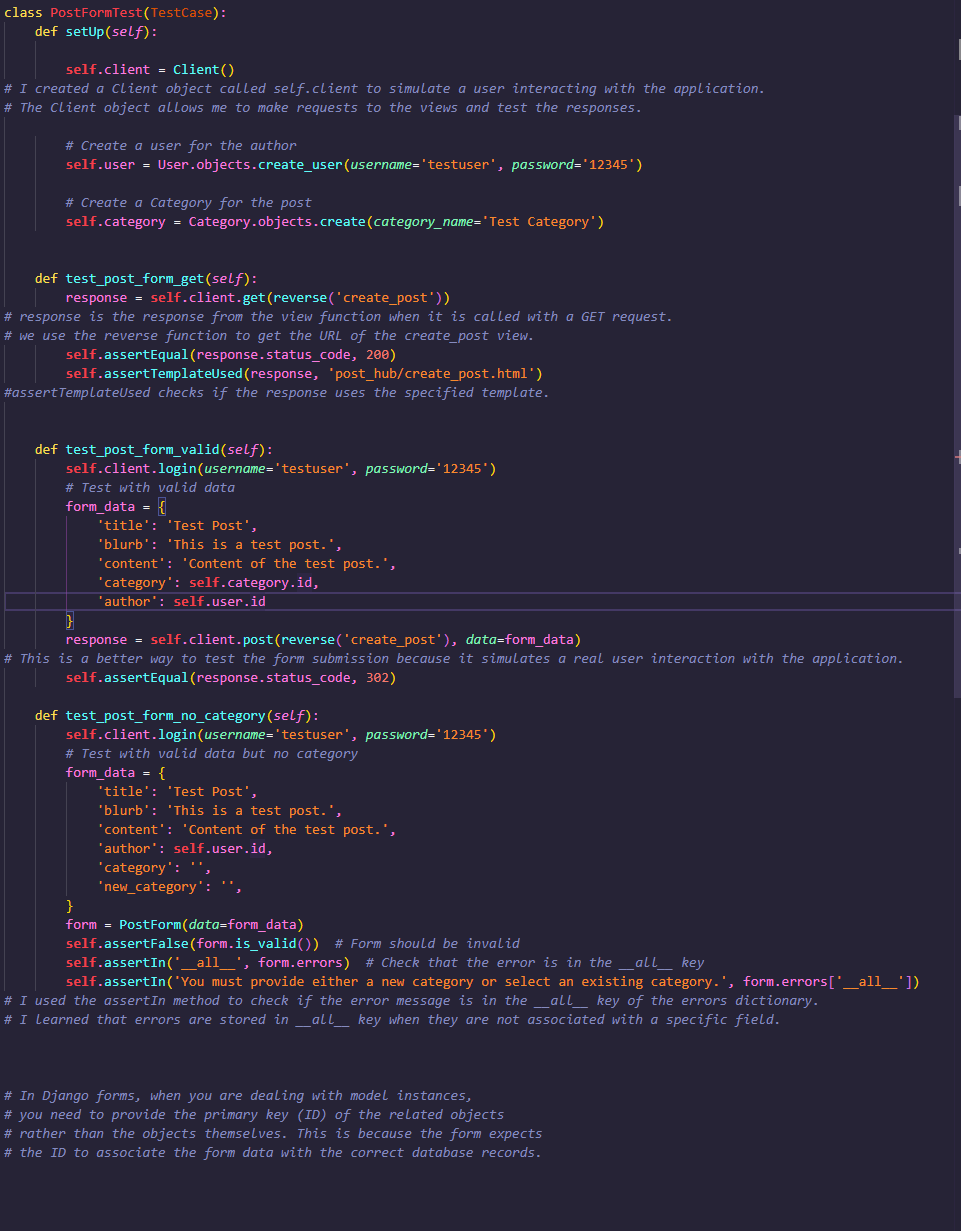 class PostFormTest(TestCase):
    def setUp(self):
        self.client = Client()
# I created a Client object called self.client to simulate a user interacting with the application.
# The Client object allows me to make requests to the views and test the responses.
        # Create a user for the author
        self.user = User.objects.create_user(username='testuser', password='12345')
        # Create a Category for the post
        self.category = Category.objects.create(category_name='Test Category')
    def test_post_form_get(self):
        response = self.client.get(reverse('create_post'))
# response is the response from the view function when it is called with a GET request.
# we use the reverse function to get the URL of the create_post view.
        self.assertEqual(response.status_code, 200)
        self.assertTemplateUsed(response, 'post_hub/create_post.html')
#assertTemplateUsed checks if the response uses the specified template.
    def test_post_form_valid(self):
        self.client.login(username='testuser', password='12345')
        # Test with valid data
        form_data = {
            'title': 'Test Post',
            'blurb': 'This is a test post.',
            'content': 'Content of the test post.',
            'category': self.category.id,
            'author': self.user.id
        }
        response = self.client.post(reverse('create_post'), data=form_data)
# This is a better way to test the form submission because it simulates a real user interaction with the application.
        self.assertEqual(response.status_code, 302)
    def test_post_form_no_category(self):
        self.client.login(username='testuser', password='12345')
        # Test with valid data but no category
        form_data = {
            'title': 'Test Post',
            'blurb': 'This is a test post.',
            'content': 'Content of the test post.',
            'author': self.user.id,
            'category': '',
            'new_category': '',
        }
        form = PostForm(data=form_data)
        self.assertFalse(form.is_valid())  # Form should be invalid
        self.assertIn('__all__', form.errors)  # Check that the error is in the __all__ key
        self.assertIn('You must provide either a new category or select an existing category.', form.errors['__all__'])
# I used the assertIn method to check if the error message is in the __all__ key of the errors dictionary.
# I learned that errors are stored in __all__ key when they are not associated with a specific field.
# In Django forms, when you are dealing with model instances,
# you need to provide the primary key (ID) of the related objects
# rather than the objects themselves. This is because the form expects
# the ID to associate the form data with the correct database records.